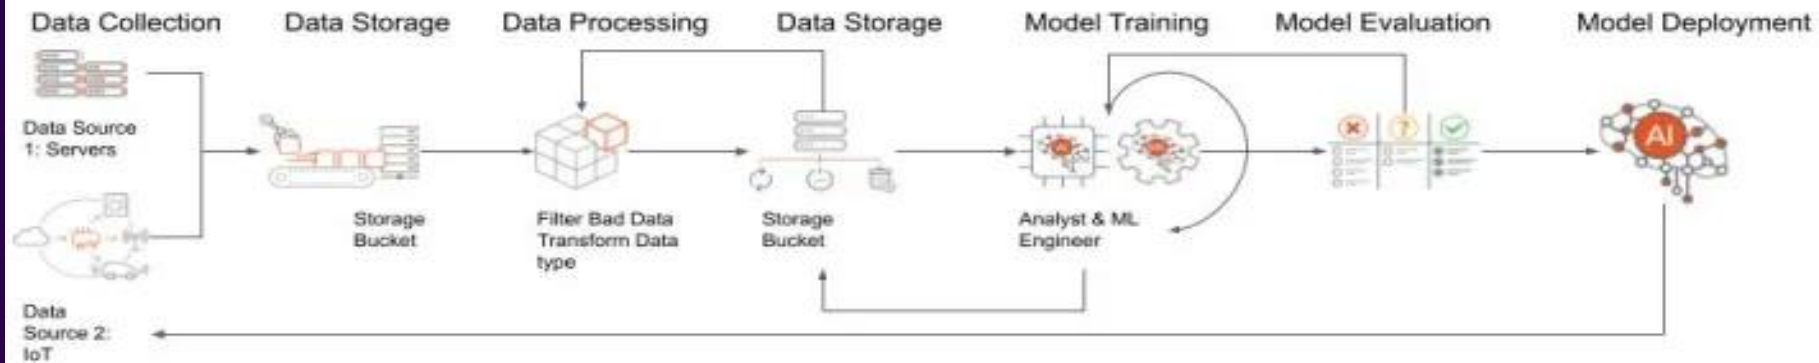 Data Collection
Data Storage
Data Processing
Data Storage
Model Training
Model Evaluation
Model Deployment
Data Source
1: Servers
Storage
Bucket
Filter Bad Data
Transform Data
type
Storage
Bucket
Analyst & ML
Engineer
?
AI
Data
Source 2:
IoT